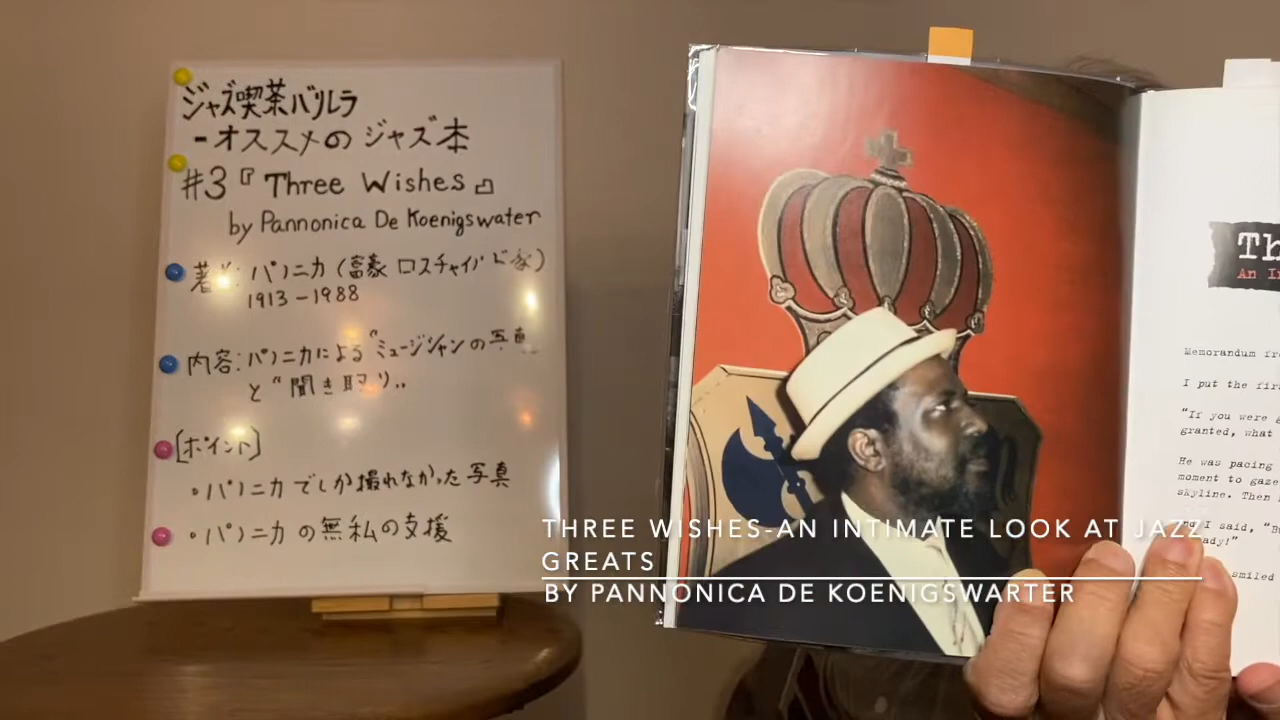 ジャズ喫茶バルレラ
-オススメの ジャズ本
#3『Three Wishes』
by Pannonica De Koenigswater
著者: パノニカ (富豪 ロスチャイルド家)
1913-1988
内容: パノニカによる"ミュージシャンの写真
と"聞き取り"
[ポイント]
・パノニカでしか撮れなかった写真
・パノニカの無私の支援
Th
An I
Memorandum fr
I put the firs
"If you were g
granted, what
He was pacing
moment to gaze
skyline. Then
I said, "B
ady!"
smiled
THREE WISHES-AN INTIMATE LOOK AT JAZZ
GREATS
BY PANNONICA DE KOENIGSWARTER